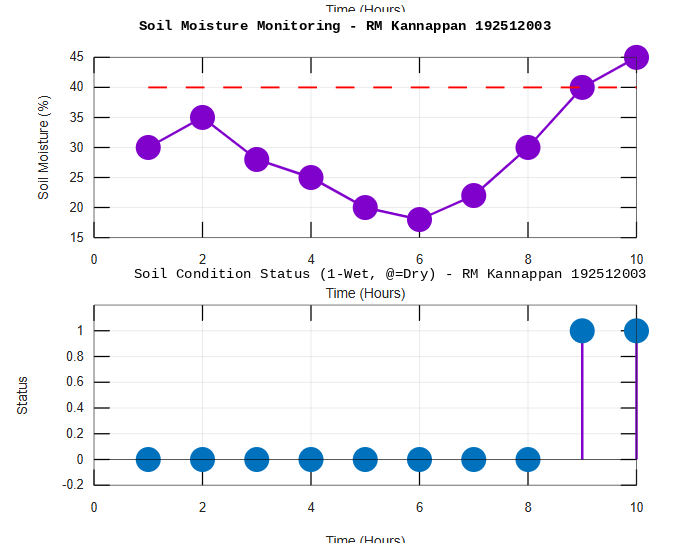 Time (Hours)
Soil Moisture Monitoring - RM Kannappan 192512003
45
40
35
30
25
20
15
Soil Moisture (%)
0 2 4 6 8 10
Soil Condition Status (1-Wet, @=Dry) - RM Kannappan 192512003
Time (Hours)
1
0.8
0.6
0.4
0.2
0
-0.2
Status
0 2 4 6 8 10
Time (Hours)